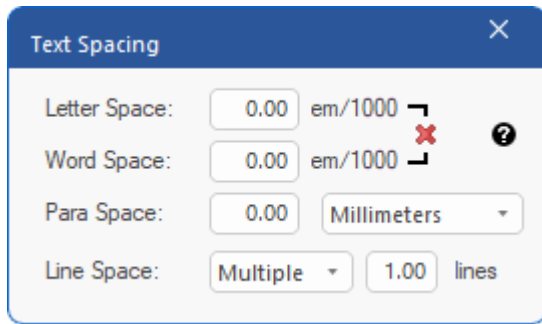 Text Spacing
Letter Space: 0.00 em/1000
Word Space: 0.00 em/1000
Para Space: 0.00 Millimeters
Line Space: Multiple 1.00 lines